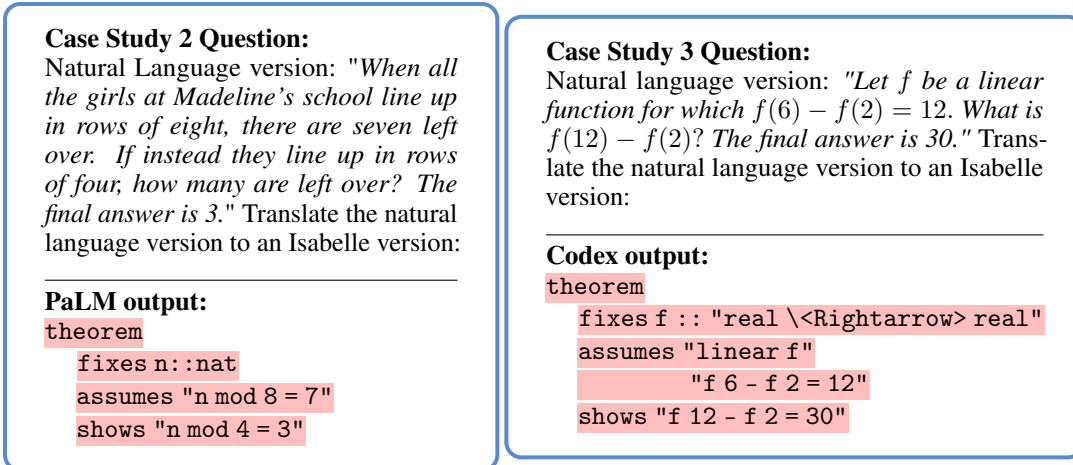 Case Study 2 Question:
Natural Language version: "When all
the girls at Madeline's school line up
in rows of eight, there are seven left
over. If instead they line up in rows
of four, how many are left over? The
final answer is 3." Translate the natural
language version to an Isabelle version:
PaLM output:
theorem
fixes n::nat
assumes "n mod 8 = 7"
shows "n mod 4 = 3"
Case Study 3 Question:
Natural language version: "Let f be a linear
function for which f(6) − f(2) = 12. What is
f(12) − f(2)? The final answer is 30." Trans-
late the natural language version to an Isabelle
version:
Codex output:
theorem
fixes f :: "real \<Rightarrow> real"
assumes "linear f"
"f 6 - f 2 = 12"
shows "f 12 - f 2 = 30"